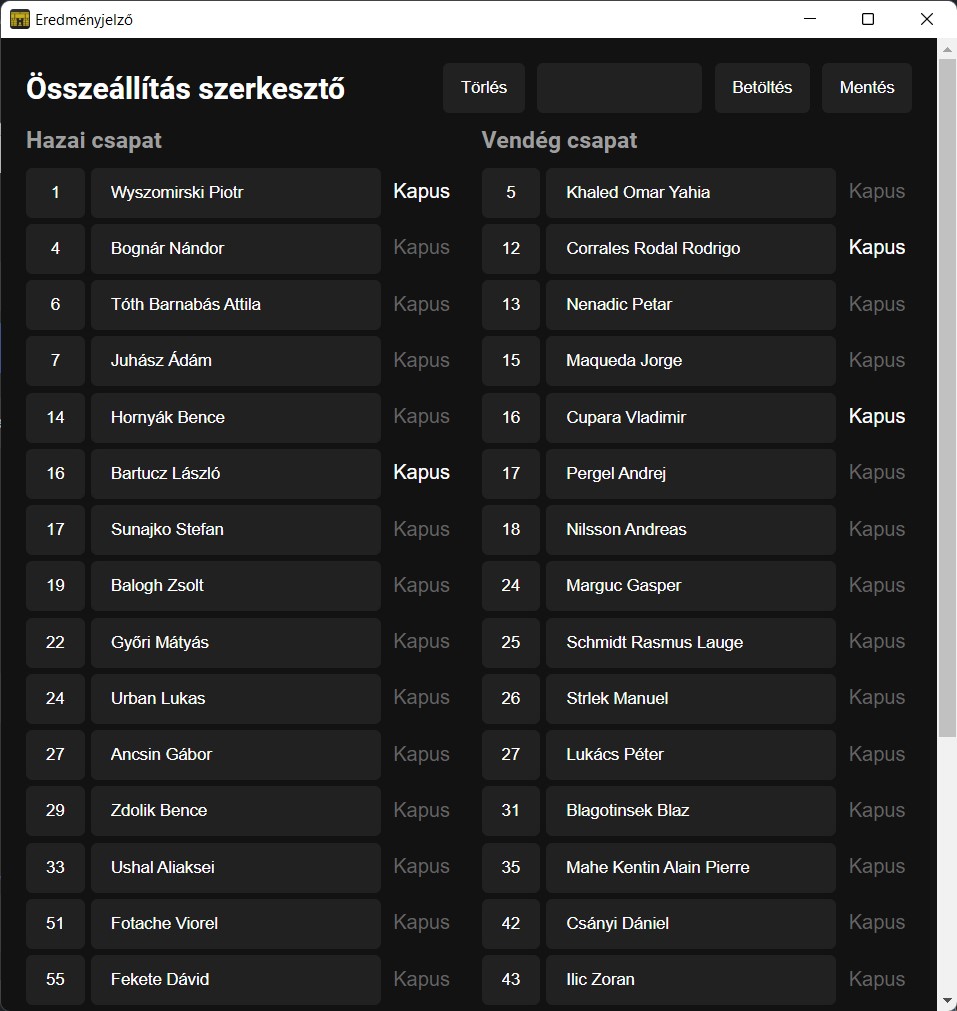 Eredményjelző
Összeállítás szerkesztő Törlés Betöltés Mentés
Hazai csapat
1 Wyszomirski Piotr Kapus
4 Bognár Nándor Kapus
6 Tóth Barnabás Attila Kapus
7 Juhász Ádám Kapus
14 Hornyák Bence Kapus
16 Bartucz László Kapus
17 Sunajko Stefan Kapus
19 Balogh Zsolt Kapus
22 Győri Mátyás Kapus
24 Urban Lukas Kapus
27 Ancsin Gábor Kapus
29 Zdolik Bence Kapus
33 Ushal Aliaksei Kapus
51 Fotache Viorel Kapus
55 Fekete Dávid Kapus
Vendég csapat
5 Khaled Omar Yahia Kapus
12 Corrales Rodal Rodrigo Kapus
13 Nenadic Petar Kapus
15 Maqueda Jorge Kapus
16 Cupara Vladimir Kapus
17 Pergel Andrej Kapus
18 Nilsson Andreas Kapus
24 Marguc Gasper Kapus
25 Schmidt Rasmus Lauge Kapus
26 Strlek Manuel Kapus
27 Lukács Péter Kapus
31 Blagotinsek Blaz Kapus
35 Mahe Kentin Alain Pierre Kapus
42 Csányi Dániel Kapus
43 Ilic Zoran Kapus